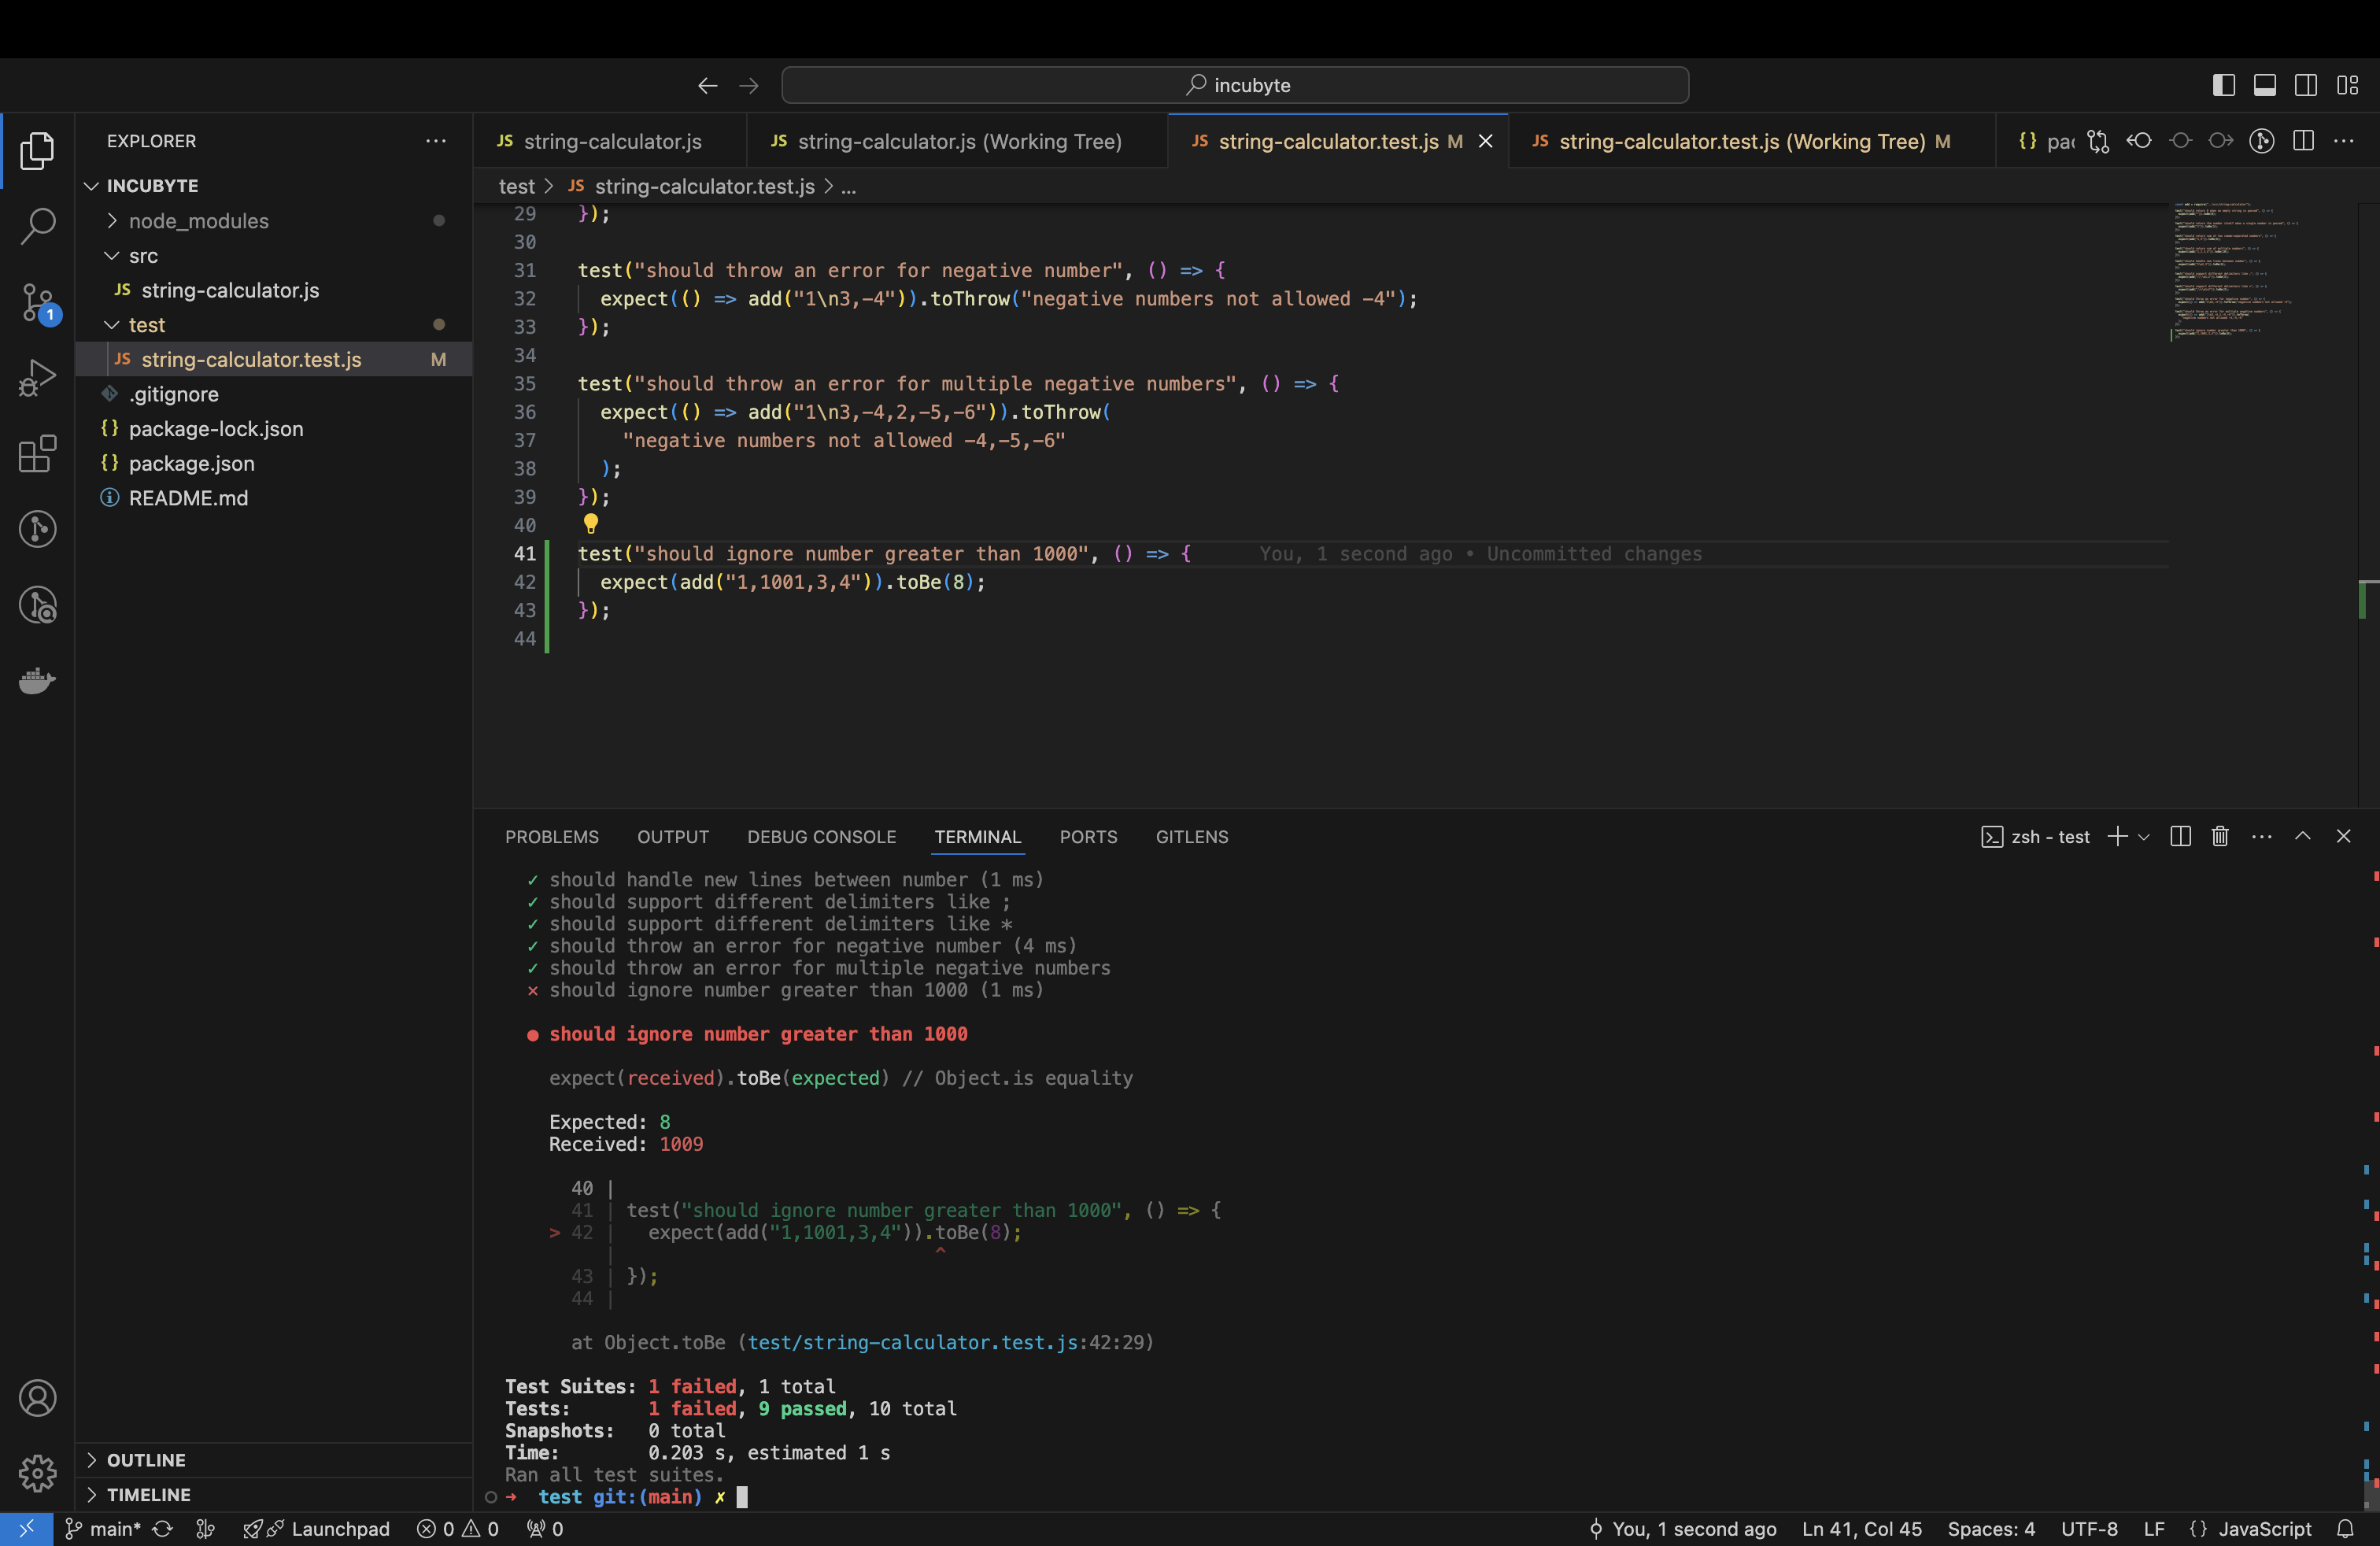 incubyte
EXPLORER
INCUBYTE
node_modules
src
JS string-calculator.js
test
JS string-calculator.test.js M
.gitignore
{} package-lock.json
{} package.json
README.md
OUTLINE
TIMELINE
1
JS string-calculator.js
JS string-calculator.js (Working Tree)
JS string-calculator.test.js M
JS string-calculator.test.js (Working Tree) M
{} pac
test > JS string-calculator.test.js > ...
29 });
30
31 test("should throw an error for negative number", () => {
32 expect(() => add("1\n3,-4")).toThrow("negative numbers not allowed -4");
33 });
34
35 test("should throw an error for multiple negative numbers", () => {
36 expect(() => add("1\n3,-4,2,-5,-6")).toThrow(
37 "negative numbers not allowed -4,-5,-6"
38 );
39 });
40
41 test("should ignore number greater than 1000", () => { You, 1 second ago • Uncommitted changes
42 expect(add("1,1001,3,4")).toBe(8);
43 });
44
PROBLEMS OUTPUT DEBUG CONSOLE TERMINAL PORTS GITLENS
zsh - test
✓ should handle new lines between number (1 ms)
✓ should support different delimiters like ;
✓ should support different delimiters like *
✓ should throw an error for negative number (4 ms)
✓ should throw an error for multiple negative numbers
✕ should ignore number greater than 1000 (1 ms)
● should ignore number greater than 1000
expect(received).toBe(expected) // Object.is equality
Expected: 8
Received: 1009
40 |
41 | test("should ignore number greater than 1000", () => {
> 42 | expect(add("1,1001,3,4")).toBe(8);
| ^
43 | });
44 |
at Object.toBe (test/string-calculator.test.js:42:29)
Test Suites: 1 failed, 1 total
Tests: 1 failed, 9 passed, 10 total
Snapshots: 0 total
Time: 0.203 s, estimated 1 s
Ran all test suites.
➜ test git:(main) ✗
main* Launchpad 0 0 0 You, 1 second ago Ln 41, Col 45 Spaces: 4 UTF-8 LF {} JavaScript